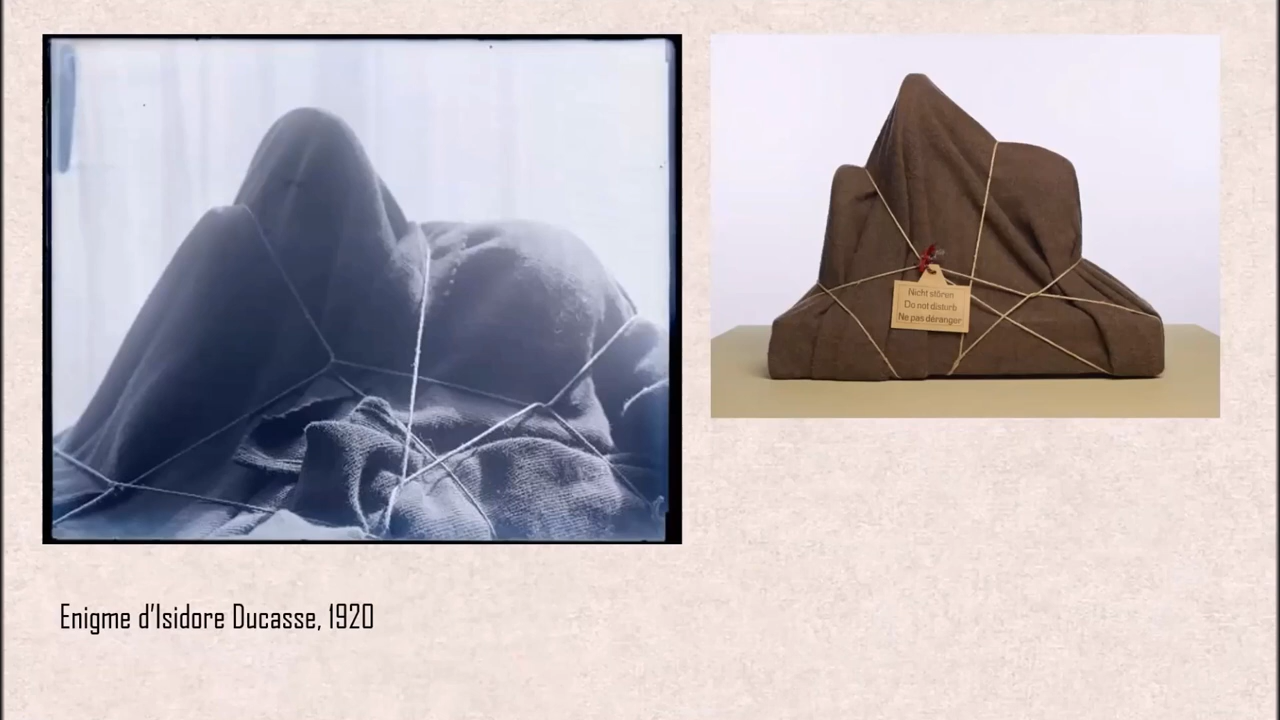 Nicht stören
Do not disturb
Ne pas déranger
Enigme d'Isidore Ducasse, 1920